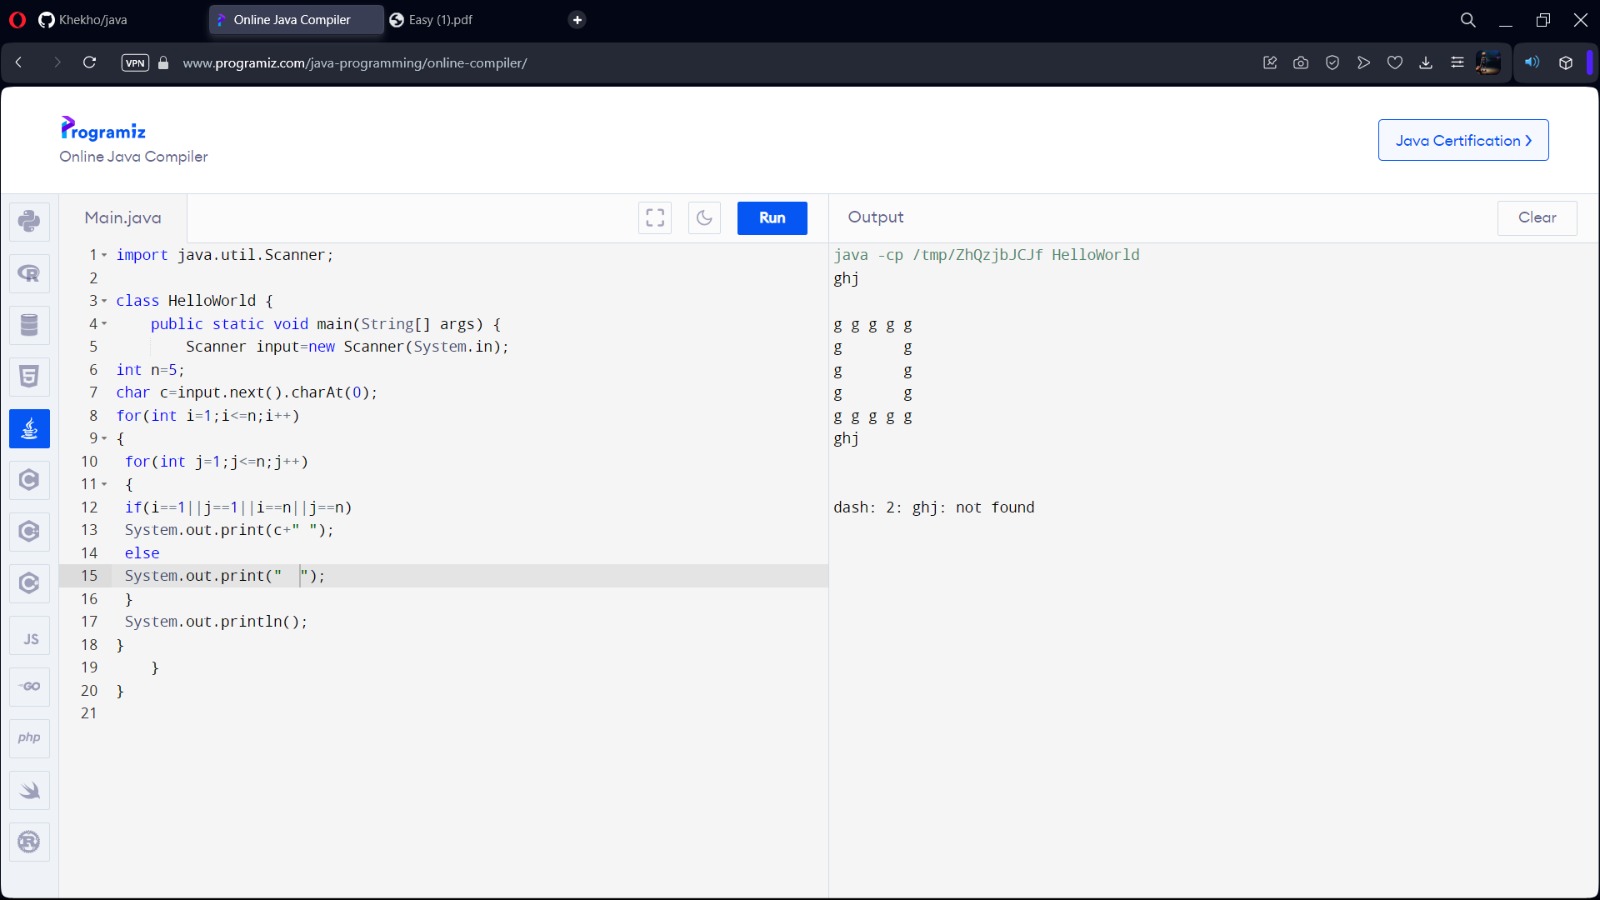 Khekho/java
Online Java Compiler
Easy (1).pdf
VPN
www.programiz.com/java-programming/online-compiler/
Programiz
Online Java Compiler
Java Certification
Main.java
Run
Output
Clear
1 import java.util.Scanner;
2
3 class HelloWorld {
4     public static void main(String[] args) {
5         Scanner input=new Scanner(System.in);
6 int n=5;
7 char c=input.next().charAt(0);
8 for(int i=1;i<=n;i++)
9 {
10  for(int j=1;j<=n;j++)
11  {
12  if(i==1||j==1||i==n||j==n)
13  System.out.print(c+" ");
14  else
15  System.out.print("  ");
16  }
17  System.out.println();
18 }
19     }
20 }
21
java -cp /tmp/ZhQzjbJCJf HelloWorld
ghj
g g g g g
g       g
g       g
g       g
g g g g g
ghj
dash: 2: ghj: not found
JS
GO
php